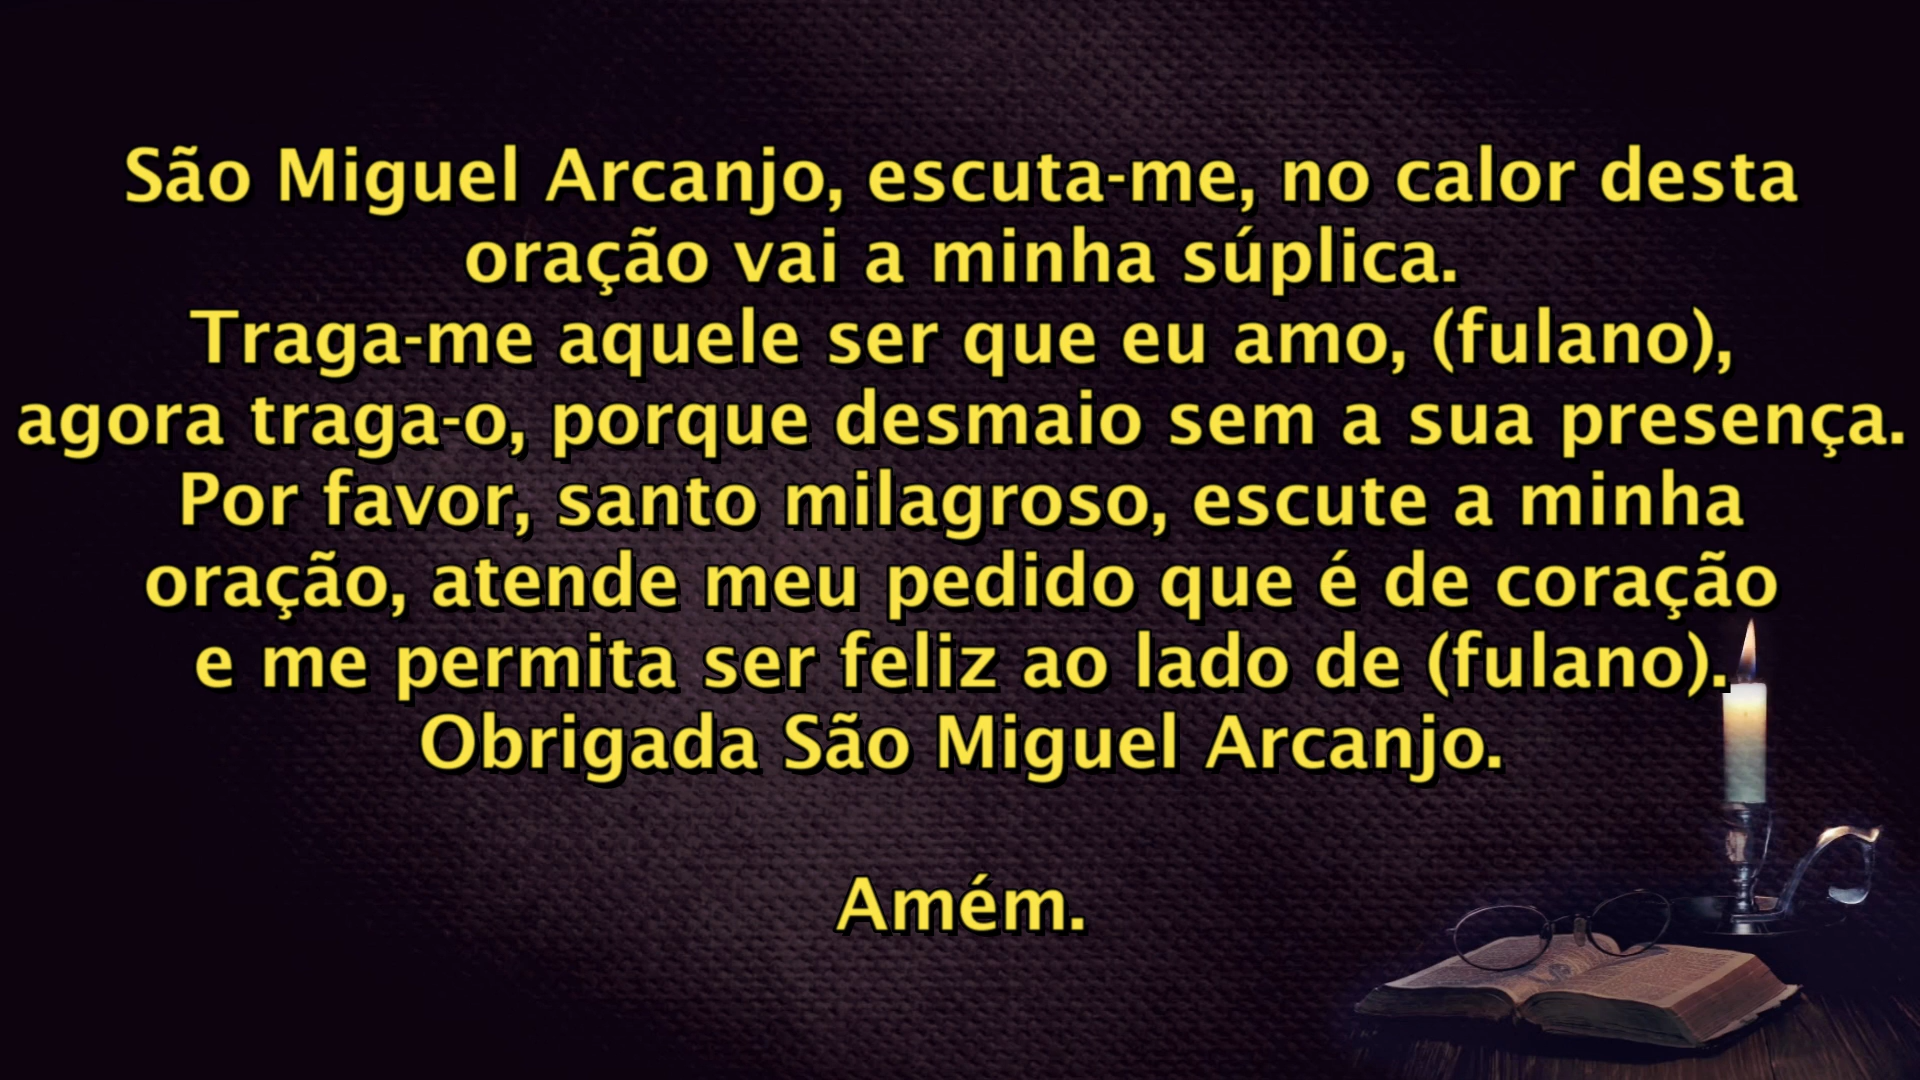 São Miguel Arcanjo, escuta-me, no calor desta
oração vai a minha súplica.
Traga-me aquele ser que eu amo, (fulano),
agora traga-o, porque desmaio sem a sua presença.
Por favor, santo milagroso, escute a minha
oração, atende meu pedido que é de coração
e me permita ser feliz ao lado de (fulano).
Obrigada São Miguel Arcanjo.
Amém.